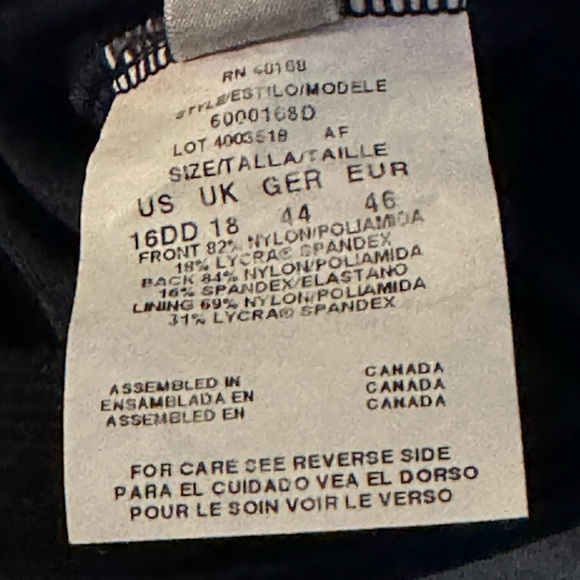 RN 40168
STYLE/ESTILO/MODELE
6000168D
LOT 4003518 AF
SIZE/TALLA/TAILLE
US UK GER EUR
16DD 18 44 46
FRONT 82% NYLON/POLIAMIDA
18% LYCRA® SPANDEX
BACK 84% NYLON/POLIAMIDA
16% SPANDEX/ELASTANO
LINING 69% NYLON/POLIAMIDA
31% LYCRA® SPANDEX
ASSEMBLED IN CANADA
ENSAMBLADA EN CANADA
ASSEMBLED EN CANADA
FOR CARE SEE REVERSE SIDE
PARA EL CUIDADO VEA EL DORSO
POUR LE SOIN VOIR LE VERSO